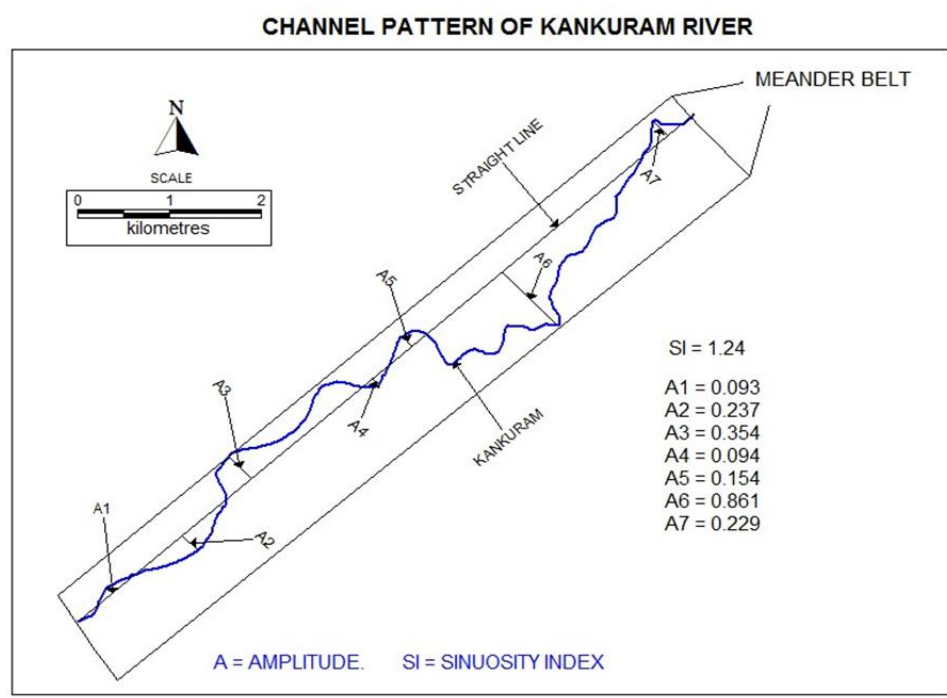 CHANNEL PATTERN OF KANKURAM RIVER
MEANDER BELT
N
SCALE
0 1 2
kilometres
STRAIGHT LINE
A7
A6
A5
A3
A4
KANKURAM
A1
A2
SI = 1.24
A1 = 0.093
A2 = 0.237
A3 = 0.354
A4 = 0.094
A5 = 0.154
A6 = 0.861
A7 = 0.229
A = AMPLITUDE. SI = SINUOSITY INDEX